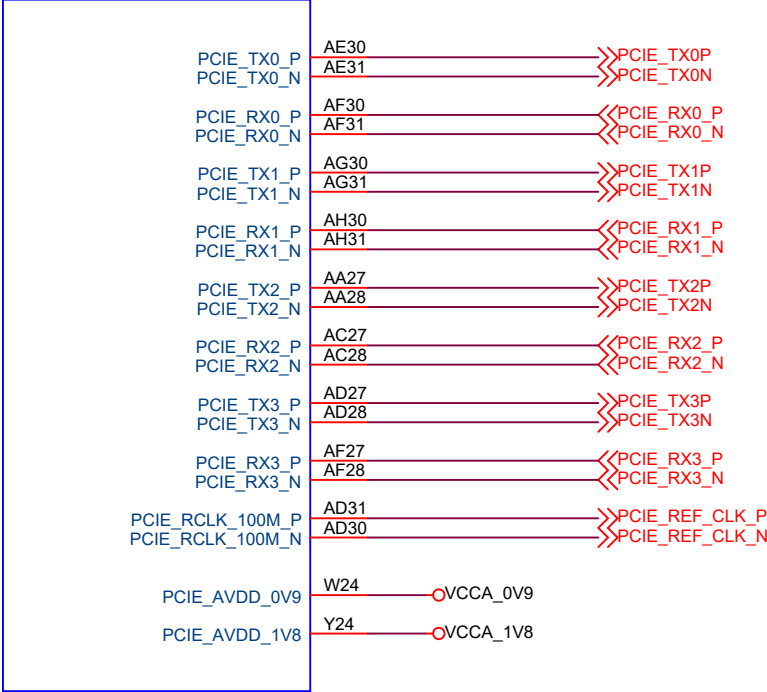 PCIE_TX0_P AE30 PCIE_TX0P
PCIE_TX0_N AE31 PCIE_TX0N
PCIE_RX0_P AF30 PCIE_RX0_P
PCIE_RX0_N AF31 PCIE_RX0_N
PCIE_TX1_P AG30 PCIE_TX1P
PCIE_TX1_N AG31 PCIE_TX1N
PCIE_RX1_P AH30 PCIE_RX1_P
PCIE_RX1_N AH31 PCIE_RX1_N
PCIE_TX2_P AA27 PCIE_TX2P
PCIE_TX2_N AA28 PCIE_TX2N
PCIE_RX2_P AC27 PCIE_RX2_P
PCIE_RX2_N AC28 PCIE_RX2_N
PCIE_TX3_P AD27 PCIE_TX3P
PCIE_TX3_N AD28 PCIE_TX3N
PCIE_RX3_P AF27 PCIE_RX3_P
PCIE_RX3_N AF28 PCIE_RX3_N
PCIE_RCLK_100M_P AD31 PCIE_REF_CLK_P
PCIE_RCLK_100M_N AD30 PCIE_REF_CLK_N
PCIE_AVDD_0V9 W24 VCCA_0V9
PCIE_AVDD_1V8 Y24 VCCA_1V8